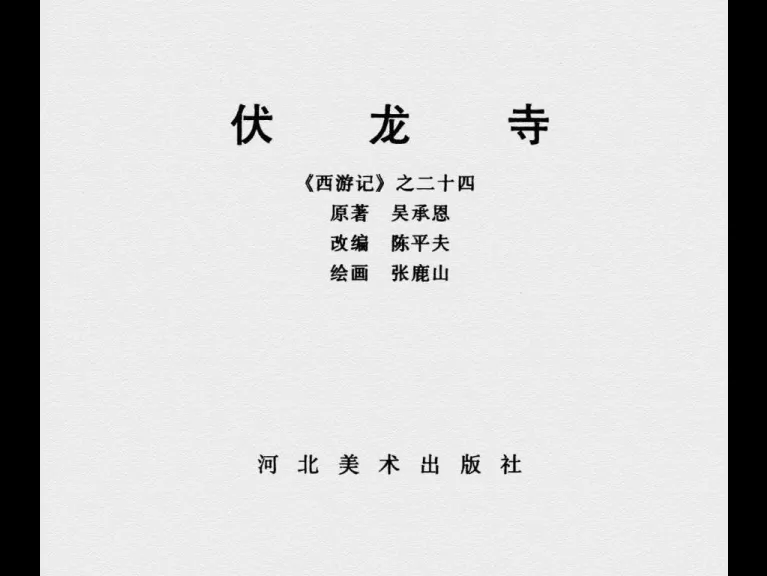 伏龙寺
《西游记》之二十四
原著 吴承恩
改编 陈平夫
绘画 张鹿山
河北美术出版社